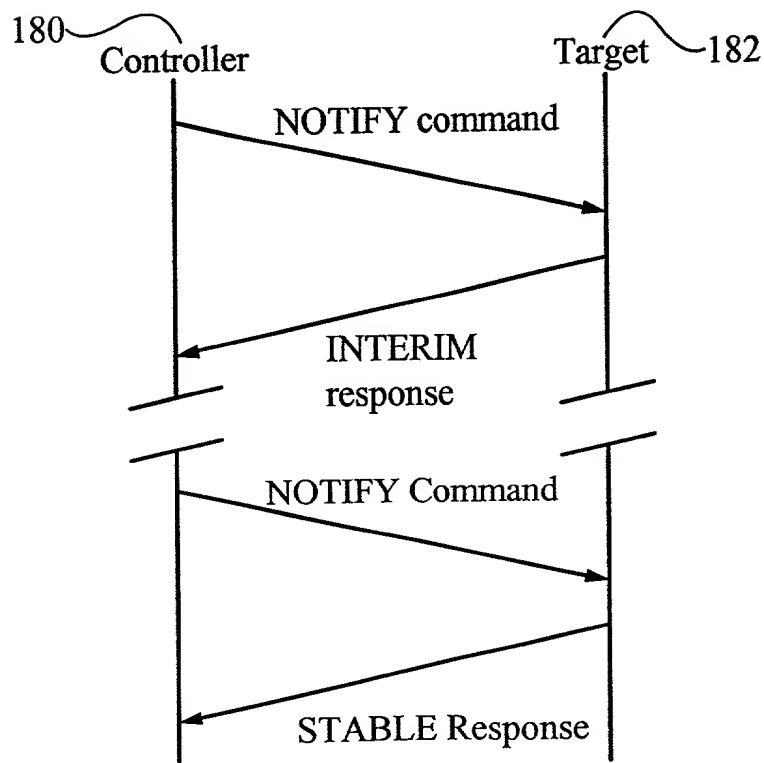 180
Controller
Target
182
NOTIFY command
INTERIM
response
NOTIFY Command
STABLE Response